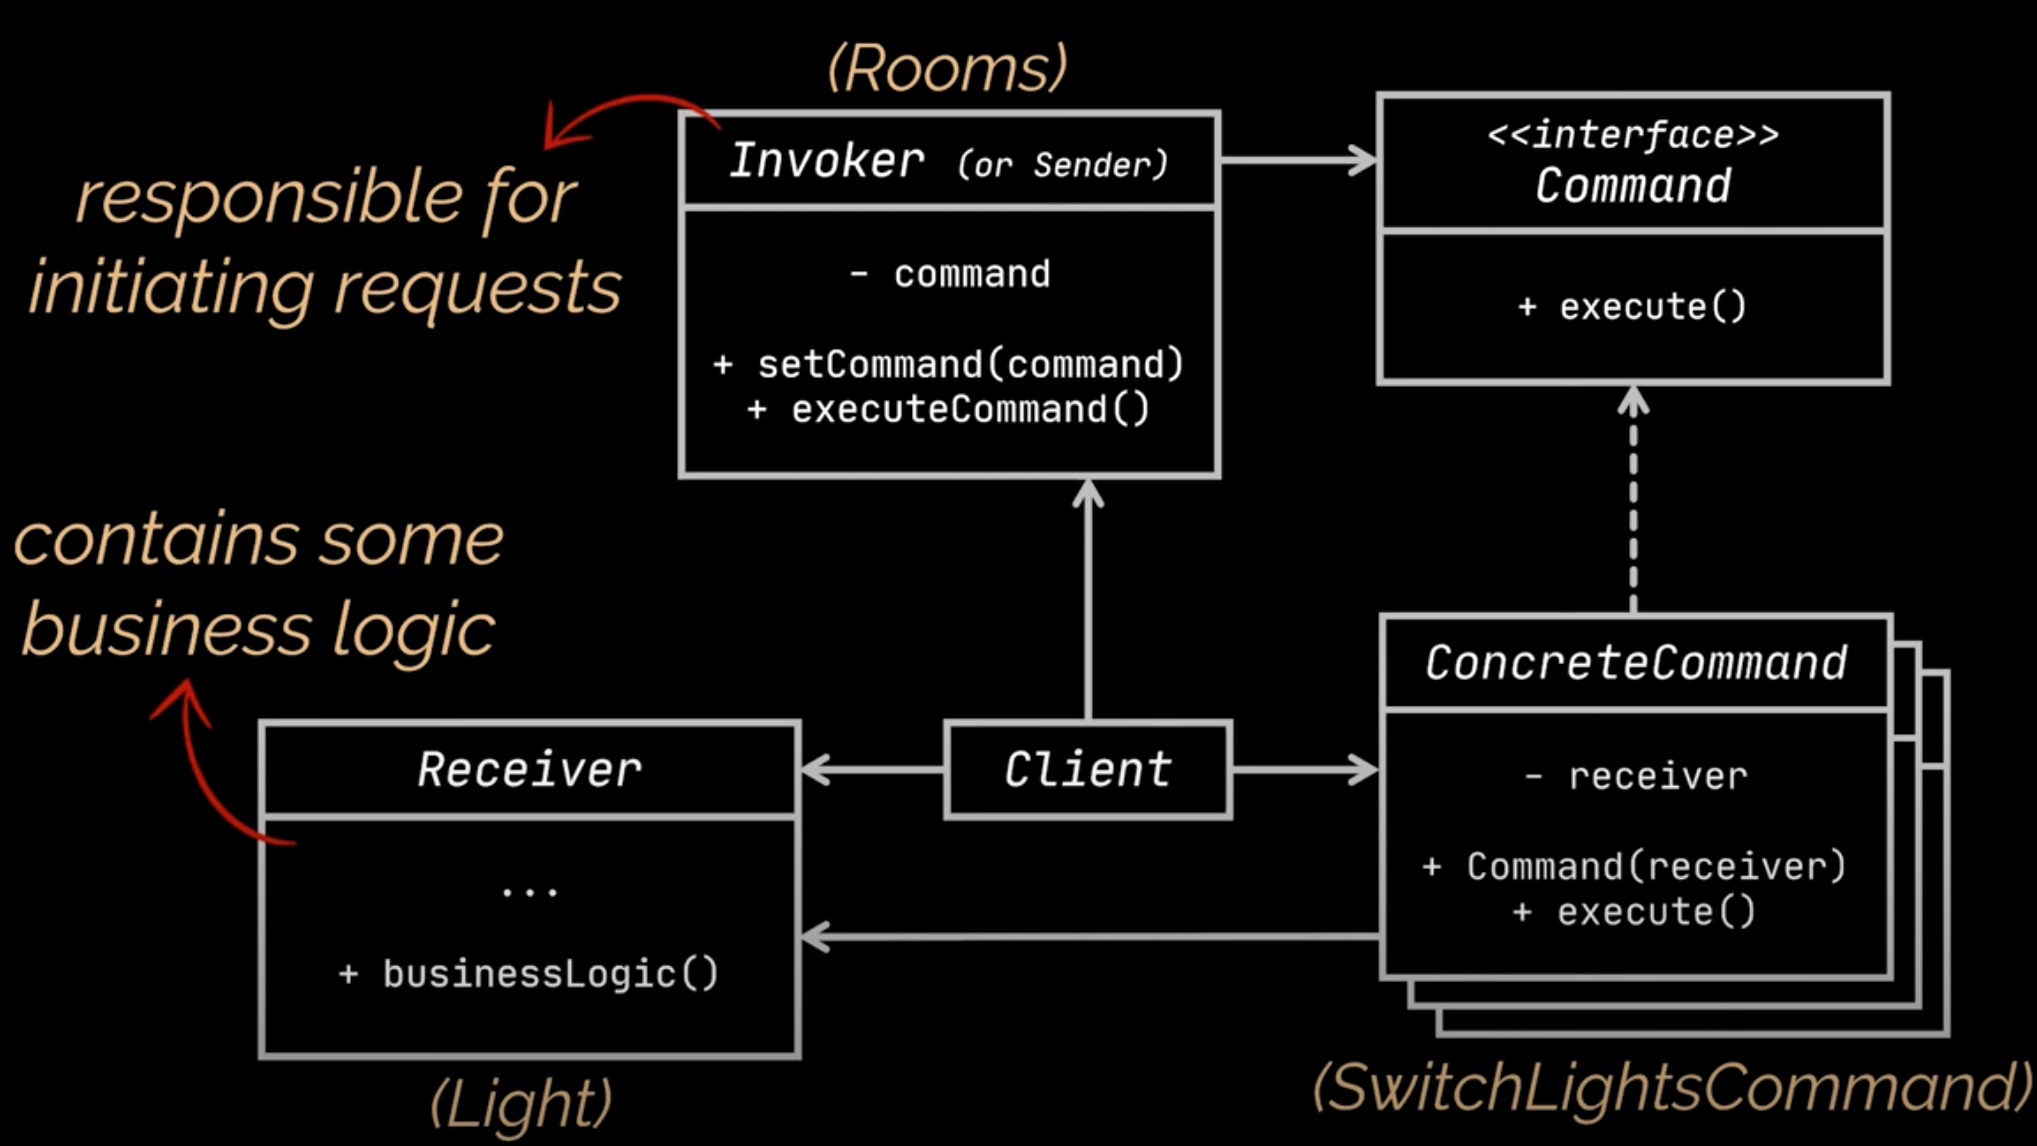 (Rooms)
responsible for
initiating requests
Invoker (or Sender)
- command
+ setCommand(command)
+ executeCommand()
<<interface>>
Command
+ execute()
contains some
business logic
Receiver
...
+ businessLogic()
(Light)
Client
ConcreteCommand
- receiver
+ Command(receiver)
+ execute()
(SwitchLightsCommand)